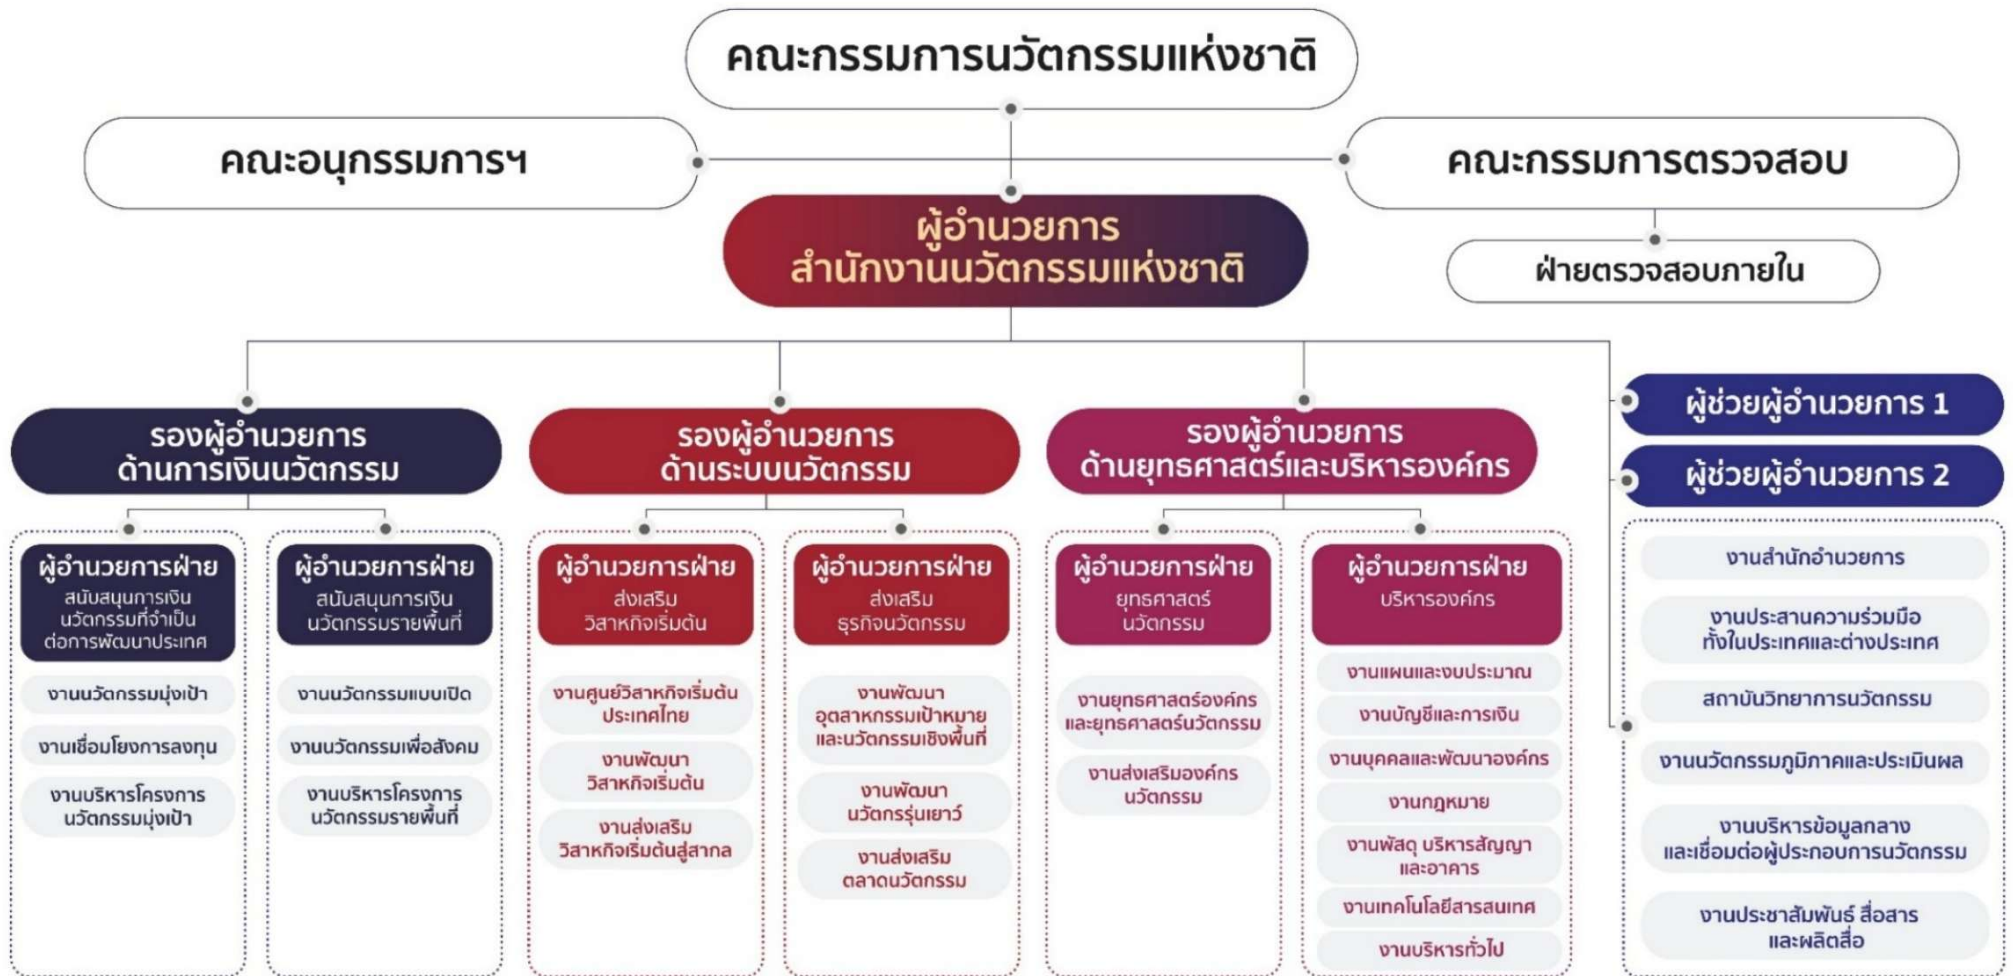 คณะกรรมการนวัตกรรมแห่งชาติ
คณะอนุกรรมการฯ
คณะกรรมการตรวจสอบ
ฝ่ายตรวจสอบภายใน
ผู้อำนวยการ
สำนักงานนวัตกรรมแห่งชาติ
รองผู้อำนวยการ
ด้านการเงินนวัตกรรม
ผู้อำนวยการฝ่าย
สนับสนุนการเงิน
นวัตกรรมที่จำเป็น
ต่อการพัฒนาประเทศ
งานนวัตกรรมมุ่งเป้า
งานเชื่อมโยงการลงทุน
งานบริหารโครงการ
นวัตกรรมมุ่งเป้า
ผู้อำนวยการฝ่าย
สนับสนุนการเงิน
นวัตกรรมรายพื้นที่
งานนวัตกรรมแบบเปิด
งานนวัตกรรมเพื่อสังคม
งานบริหารโครงการ
นวัตกรรมรายพื้นที่
รองผู้อำนวยการ
ด้านระบบนวัตกรรม
ผู้อำนวยการฝ่าย
ส่งเสริม
วิสาหกิจเริ่มต้น
งานศูนย์วิสาหกิจเริ่มต้น
ประเทศไทย
งานพัฒนา
วิสาหกิจเริ่มต้น
งานส่งเสริม
วิสาหกิจเริ่มต้นสู่สากล
ผู้อำนวยการฝ่าย
ส่งเสริม
ธุรกิจนวัตกรรม
งานพัฒนา
อุตสาหกรรมเป้าหมาย
และนวัตกรรมเชิงพื้นที่
งานพัฒนา
นวัตกรรุ่นเยาว์
งานส่งเสริม
ตลาดนวัตกรรม
รองผู้อำนวยการ
ด้านยุทธศาสตร์และบริหารองค์กร
ผู้อำนวยการฝ่าย
ยุทธศาสตร์
นวัตกรรม
งานยุทธศาสตร์องค์กร
และยุทธศาสตร์นวัตกรรม
งานส่งเสริมองค์กร
นวัตกรรม
ผู้อำนวยการฝ่าย
บริหารองค์กร
งานแผนและงบประมาณ
งานบัญชีและการเงิน
งานบุคคลและพัฒนาองค์กร
งานกฎหมาย
งานพัสดุ บริหารสัญญา
และอาคาร
งานเทคโนโลยีสารสนเทศ
งานบริหารทั่วไป
ผู้ช่วยผู้อำนวยการ 1
ผู้ช่วยผู้อำนวยการ 2
งานสำนักอำนวยการ
งานประสานความร่วมมือ
ทั้งในประเทศและต่างประเทศ
สถาบันวิทยาการนวัตกรรม
งานนวัตกรรมภูมิภาคและประเมินผล
งานบริหารข้อมูลกลาง
และเชื่อมต่อผู้ประกอบการนวัตกรรม
งานประชาสัมพันธ์ สื่อสาร
และผลิตสื่อ